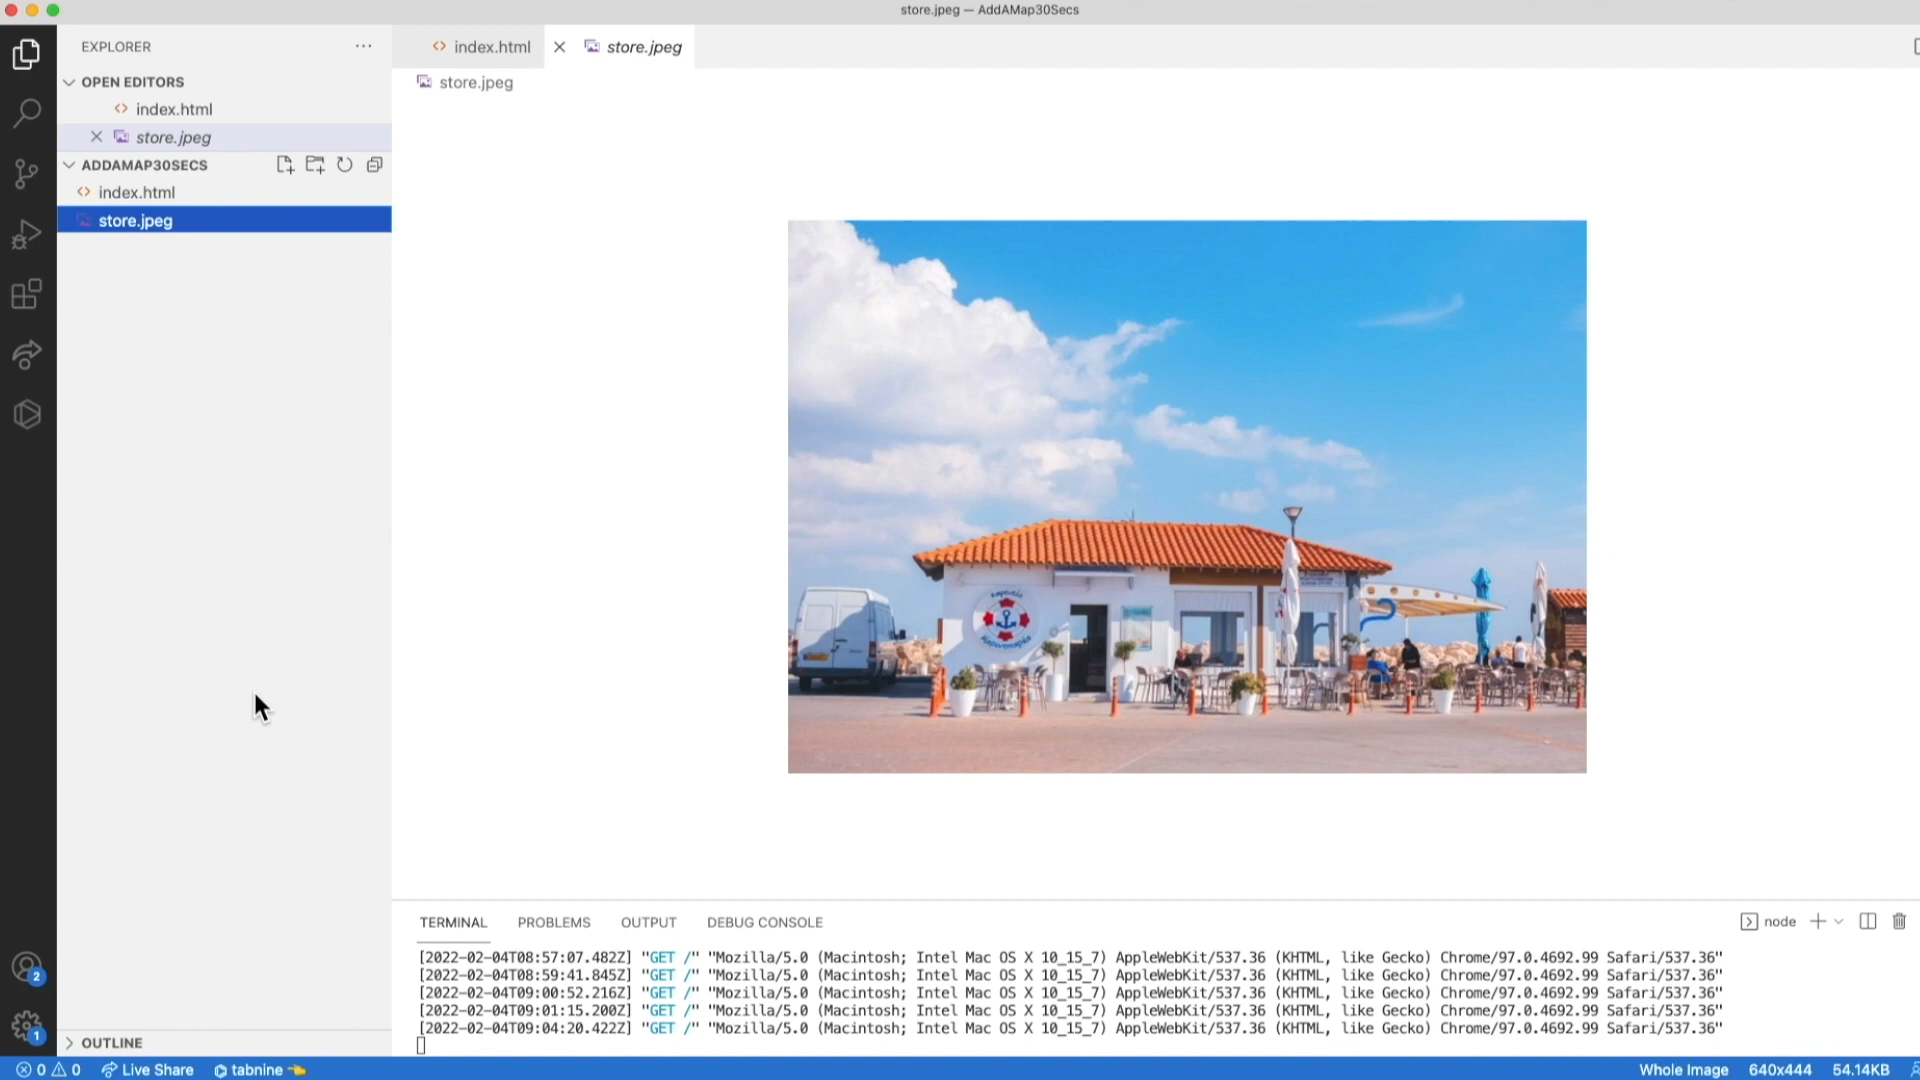 store.jpeg — AddAMap30Secs
EXPLORER
OPEN EDITORS
index.html
store.jpeg
ADDAMAP30SECS
index.html
store.jpeg
index.html
store.jpeg
store.jpeg
TERMINAL PROBLEMS OUTPUT DEBUG CONSOLE
node
[2022-02-04T08:57:07.482Z] "GET /" "Mozilla/5.0 (Macintosh; Intel Mac OS X 10_15_7) AppleWebKit/537.36 (KHTML, like Gecko) Chrome/97.0.4692.99 Safari/537.36"
[2022-02-04T08:59:41.845Z] "GET /" "Mozilla/5.0 (Macintosh; Intel Mac OS X 10_15_7) AppleWebKit/537.36 (KHTML, like Gecko) Chrome/97.0.4692.99 Safari/537.36"
[2022-02-04T09:00:52.216Z] "GET /" "Mozilla/5.0 (Macintosh; Intel Mac OS X 10_15_7) AppleWebKit/537.36 (KHTML, like Gecko) Chrome/97.0.4692.99 Safari/537.36"
[2022-02-04T09:01:15.200Z] "GET /" "Mozilla/5.0 (Macintosh; Intel Mac OS X 10_15_7) AppleWebKit/537.36 (KHTML, like Gecko) Chrome/97.0.4692.99 Safari/537.36"
[2022-02-04T09:04:20.422Z] "GET /" "Mozilla/5.0 (Macintosh; Intel Mac OS X 10_15_7) AppleWebKit/537.36 (KHTML, like Gecko) Chrome/97.0.4692.99 Safari/537.36"
2
1
OUTLINE
0 0 Live Share tabnine Whole Image 640x444 54.14KB